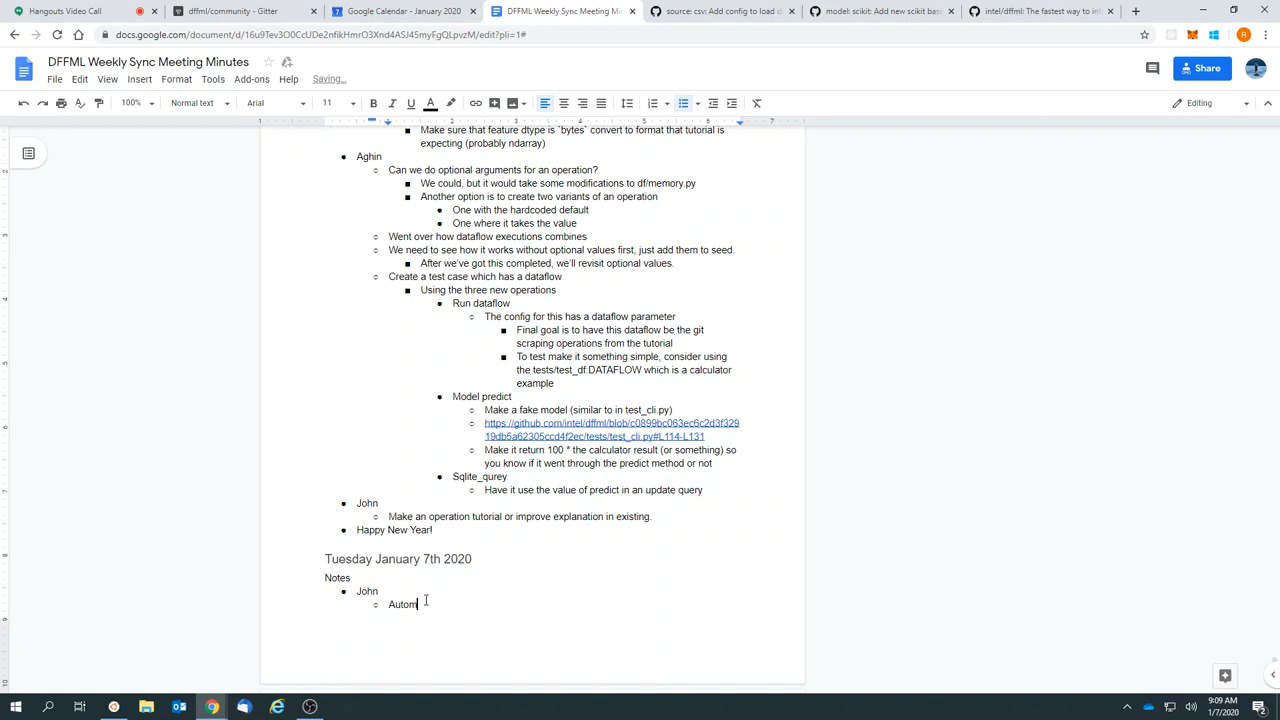 Hangouts Video Call
dffml/community - Gitter
Google Calendar - January 2020
DFFML Weekly Sync Meeting Mi
source: csv: Add config to load d
model: scikit: Add new scikit base
intel/dffml: The fastest way to int
docs.google.com/document/d/16u9Tev3O0CcUDe2nfikHmrO3Xnd4ASJ45myFgQLpvzM/edit?pli=1#
DFFML Weekly Sync Meeting Minutes
File Edit View Insert Format Tools Add-ons Help Saving...
Share
100% Normal text Arial 11 Editing
Make sure that feature dtype is `bytes` convert to format that tutorial is
expecting (probably ndarray)
Aghin
Can we do optional arguments for an operation?
We could, but it would take some modifications to df/memory.py
Another option is to create two variants of an operation
One with the hardcoded default
One where it takes the value
Went over how dataflow executions combines
We need to see how it works without optional values first, just add them to seed.
After we've got this completed, we'll revisit optional values.
Create a test case which has a dataflow
Using the three new operations
Run dataflow
The config for this has a dataflow parameter
Final goal is to have this dataflow be the git
scraping operations from the tutorial
To test make it something simple, consider using
the tests/test_df:DATAFLOW which is a calculator
example
Model predict
Make a fake model (similar to in test_cli.py)
https://github.com/intel/dffml/blob/c0899bc063ec6c2d3f329
19db5a62305ccd4f2ec/tests/test_cli.py#L114-L131
Make it return 100 * the calculator result (or something) so
you know if it went through the predict method or not
Sqlite_qurey
Have it use the value of predict in an update query
John
Make an operation tutorial or improve explanation in existing.
Happy New Year!
Tuesday January 7th 2020
Notes
John
Autom
9:09 AM
1/7/2020